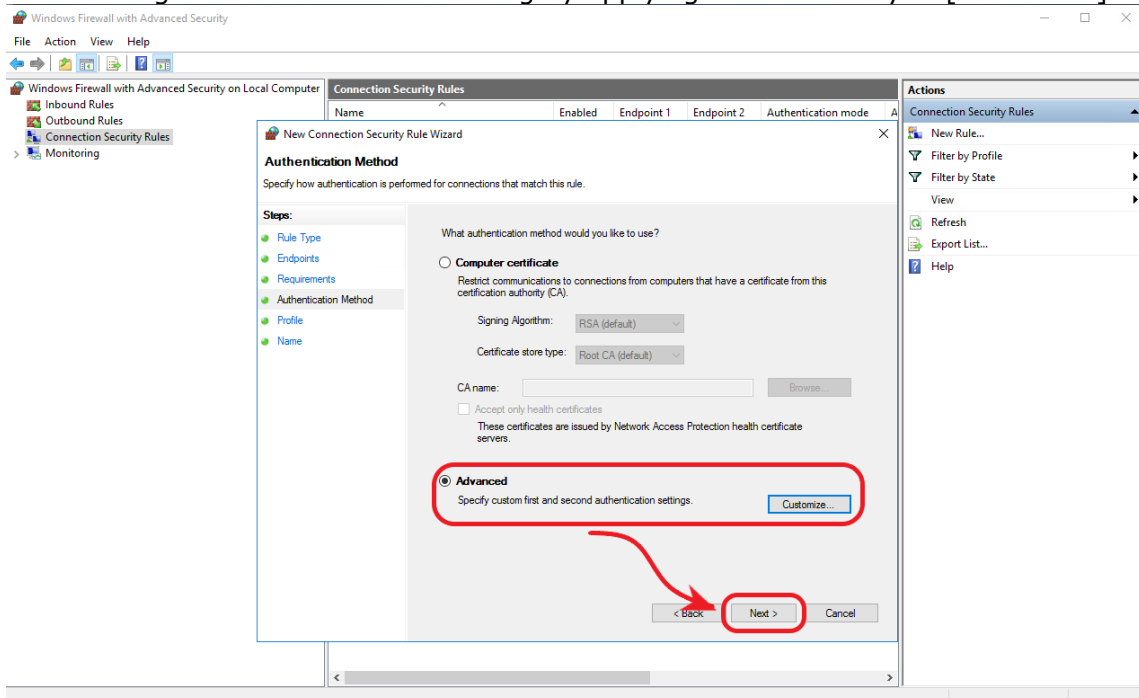 by applying
Windows Firewall with Advanced Security
File Action View Help
Windows Firewall with Advanced Security on Local Computer
Inbound Rules
Outbound Rules
Connection Security Rules
Monitoring
Connection Security Rules
Name Enabled Endpoint 1 Endpoint 2 Authentication mode A
New Connection Security Rule Wizard
Authentication Method
Specify how authentication is performed for connections that match this rule.
Steps:
Rule Type
Endpoints
Requirements
Authentication Method
Profile
Name
What authentication method would you like to use?
Computer certificate
Restrict communications to connections from computers that have a certificate from this
certification authority (CA).
Signing Algorithm: RSA (default)
Certificate store type: Root CA (default)
CA name: Browse...
Accept only health certificates
These certificates are issued by Network Access Protection health certificate
servers.
Advanced
Specify custom first and second authentication settings.
Customize...
< Back Next > Cancel
Actions
Connection Security Rules
New Rule...
Filter by Profile
Filter by State
View
Refresh
Export List...
Help